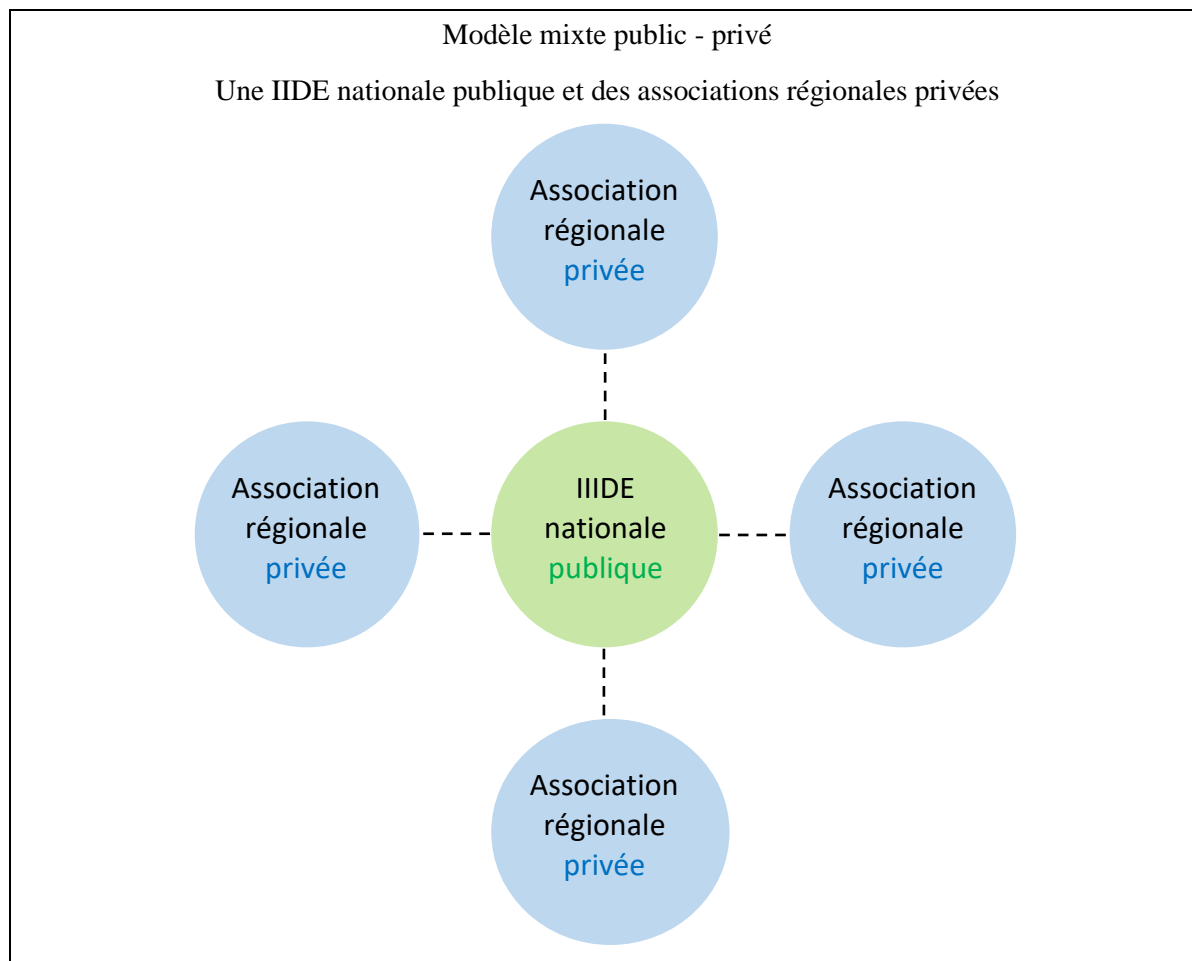 Modèle mixte public - privé
Une IIDE nationale publique et des associations régionales privées
Association
régionale
privée
Association
régionale
privée
IIIDE
nationale
publique
Association
régionale
privée
Association
régionale
privée